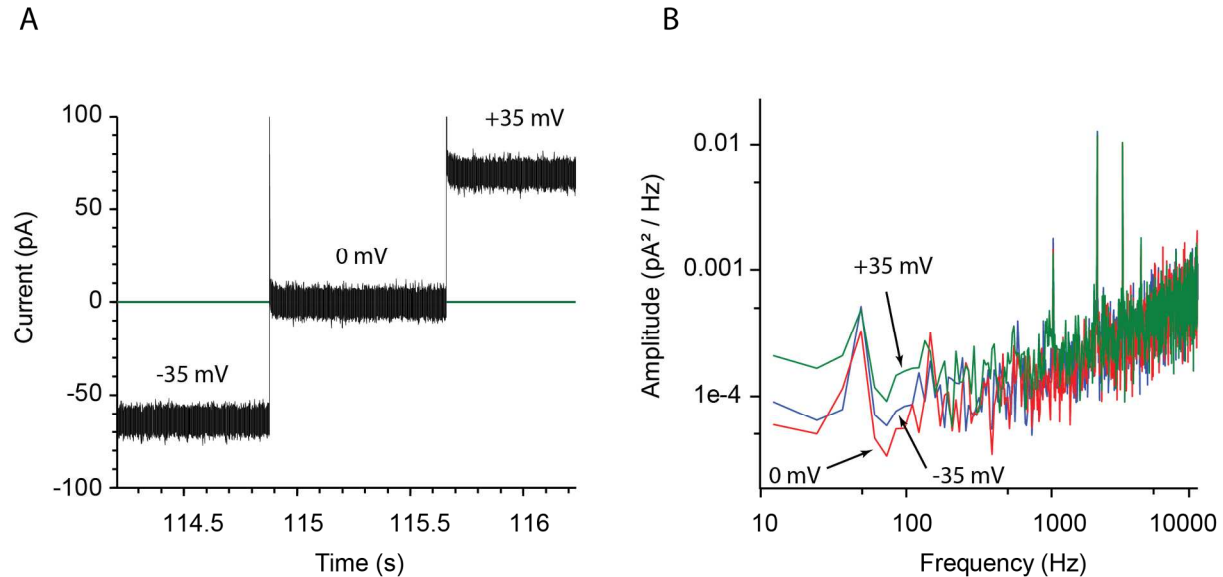 A
100
50
0
-50
-100
Current (pA)
+35 mV
0 mV
-35 mV
114.5 115 115.5 116
Time (s)
B
0.01
0.001
1e-4
Amplitude (pA² / Hz)
+35 mV
0 mV
-35 mV
10 100 1000 10000
Frequency (Hz)